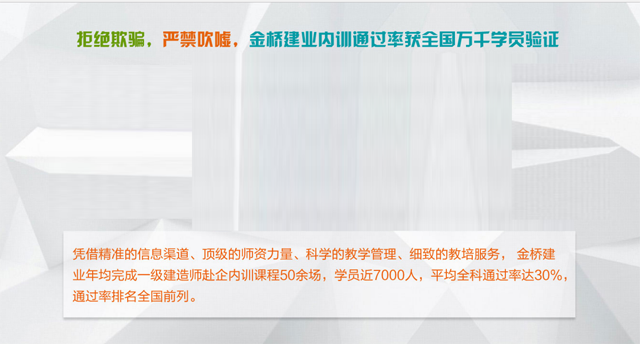 拒绝欺骗，严禁吹嘘，金桥建业内训通过率获全国万千学员验证
凭借精准的信息渠道、顶级的师资力量、科学的教学管理、细致的教培服务， 金桥建
业年均完成一级建造师赴企内训课程50余场，学员近7000人，平均全科通过率达30%，
通过率排名全国前列。